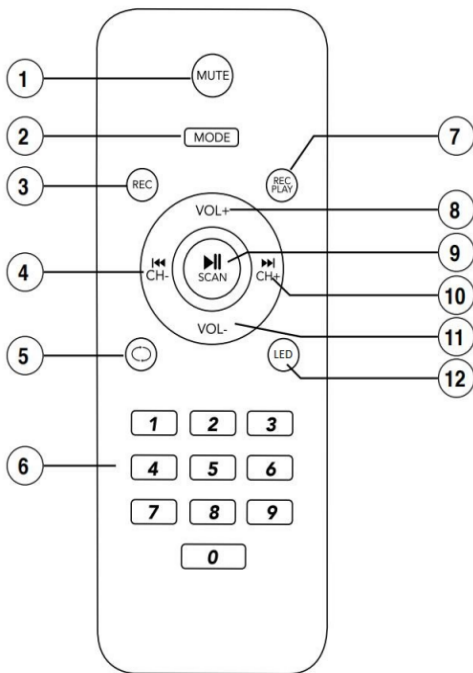 1 MUTE
2 MODE 7
3 REC REC PLAY
VOL+ 8
4 CH- SCAN CH+ 9
10
VOL- 11
5 LED 12
1 2 3
6 4 5 6
7 8 9
0